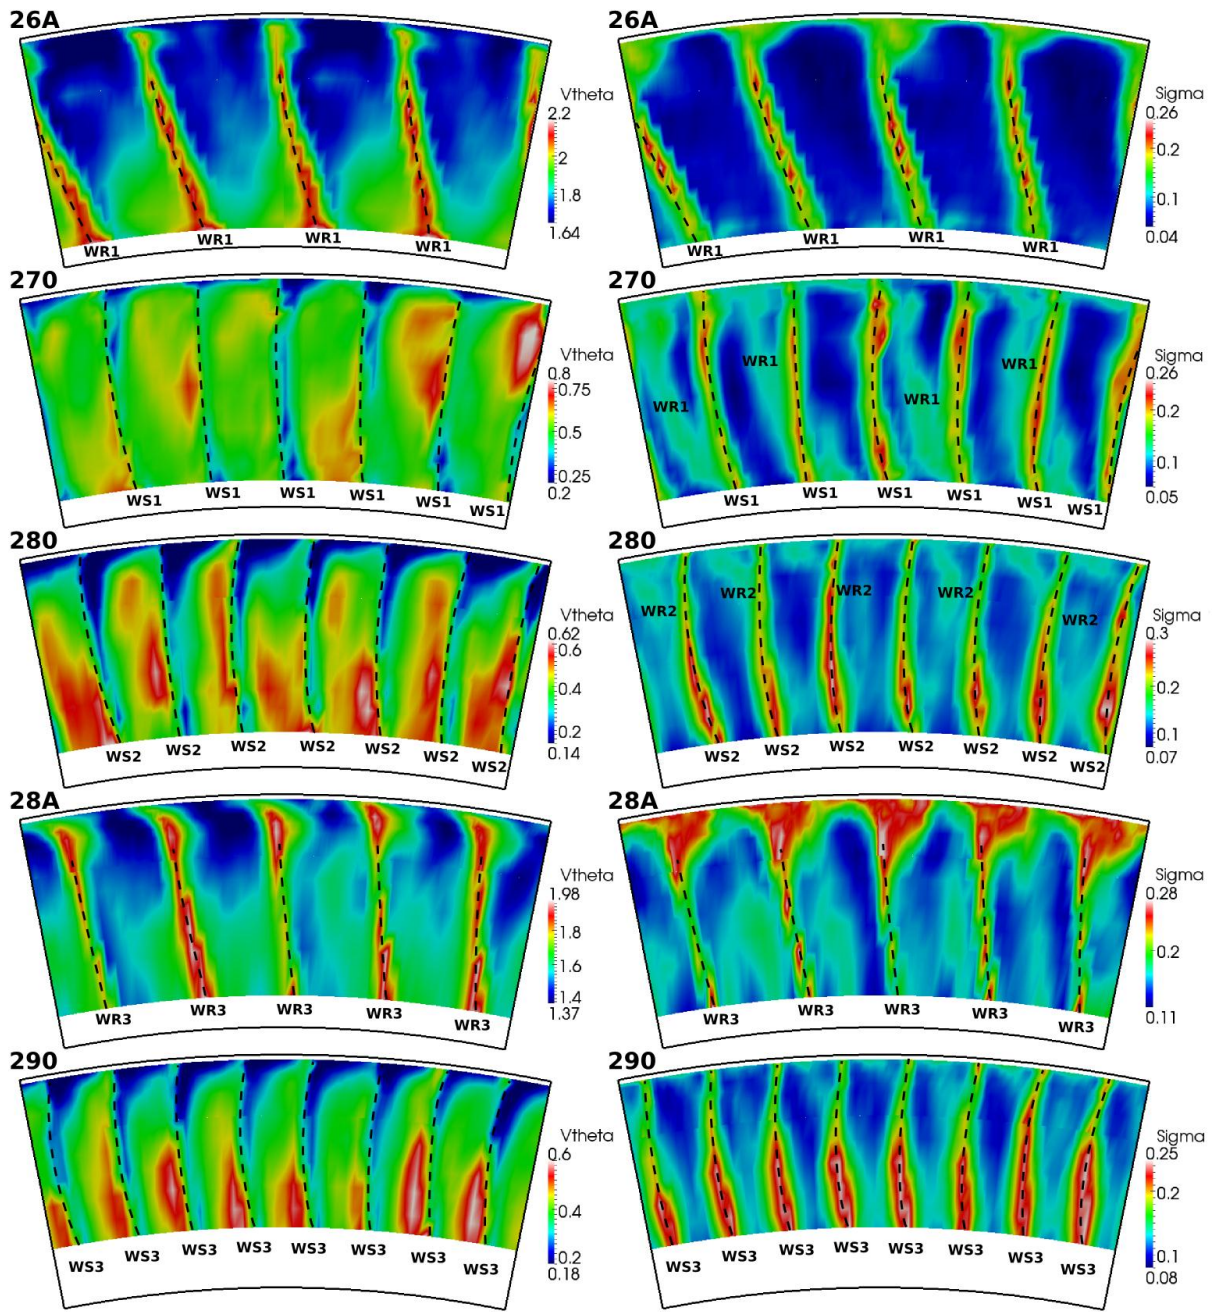 26A
26A
Vtheta
2.2
2
1.8
1.64
WR1 WR1 WR1 WR1
Sigma
0.26
0.2
0.1
0.04
WR1 WR1 WR1 WR1
270
270
Vtheta
0.8
0.75
0.5
0.25
0.2
WS1 WS1 WS1 WS1 WS1 WS1
WR1 WR1 WR1 WR1
Sigma
0.26
0.2
0.1
0.05
WS1 WS1 WS1 WS1 WS1 WS1
280
280
Vtheta
0.62
0.6
0.4
0.2
0.14
WS2 WS2 WS2 WS2 WS2 WS2 WS2
WR2 WR2 WR2 WR2 WR2
Sigma
0.3
0.2
0.1
0.07
WS2 WS2 WS2 WS2 WS2 WS2 WS2
28A
28A
Vtheta
1.98
1.8
1.6
1.4
1.37
WR3 WR3 WR3 WR3 WR3
Sigma
0.28
0.2
0.11
WR3 WR3 WR3 WR3 WR3
290
290
Vtheta
0.6
0.4
0.2
0.18
WS3 WS3 WS3 WS3 WS3 WS3 WS3 WS3
Sigma
0.25
0.2
0.1
0.08
WS3 WS3 WS3 WS3 WS3 WS3 WS3 WS3